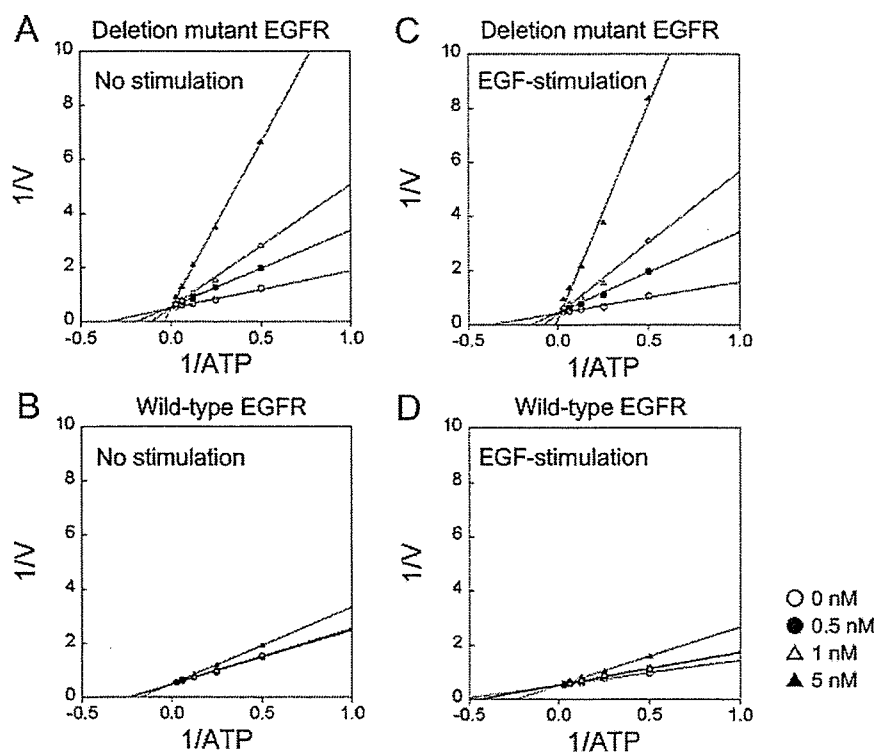 A
Deletion mutant EGFR
No stimulation
10
8
6
4
2
0
1/V
-0.5
0.0
0.5
1.0
1/ATP
C
Deletion mutant EGFR
EGF-stimulation
10
8
6
4
2
0
1/V
-0.5
0.0
0.5
1.0
1/ATP
B
Wild-type EGFR
No stimulation
10
8
6
4
2
0
1/V
-0.5
0.0
0.5
1.0
1/ATP
D
Wild-type EGFR
EGF-stimulation
10
8
6
4
2
0
1/V
-0.5
0.0
0.5
1.0
1/ATP
0 nM
0.5 nM
1 nM
5 nM